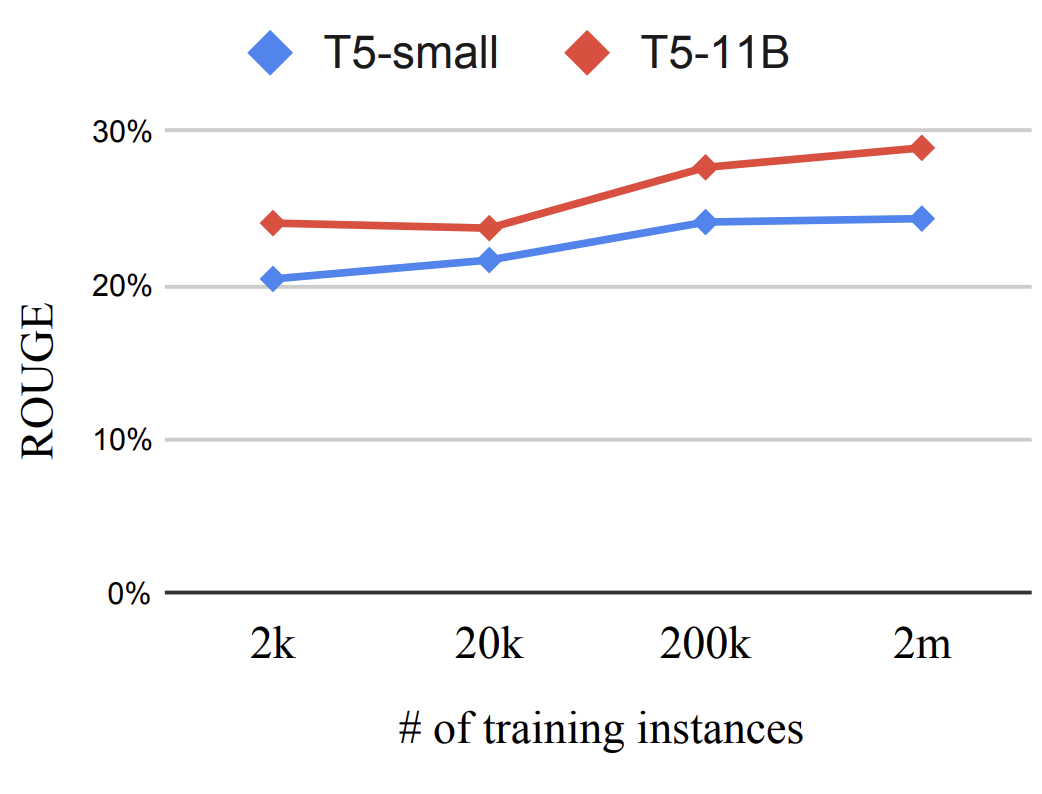 T5-small T5-11B
30%
20%
10%
0%
ROUGE
2k 20k 200k 2m
# of training instances